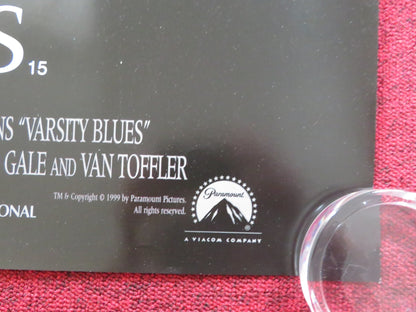 S 15
NS "VARSITY BLUES"
GALE AND VAN TOFFLER
TM & Copyright © 1999 by Paramount Pictures.
All rights reserved.
ONAL
Paramount
A VIACOM COMPANY